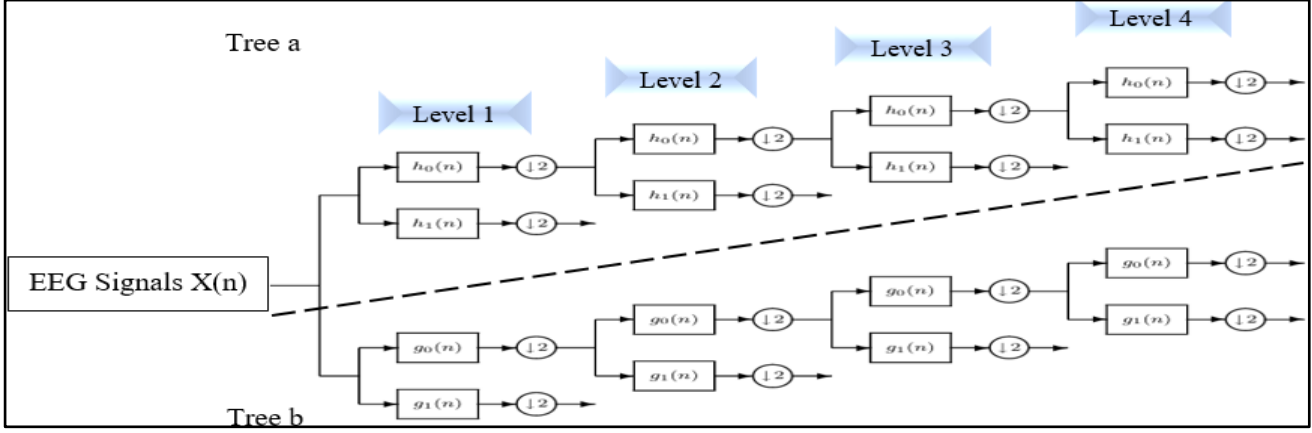 Tree a
Level 1
Level 2
Level 3
Level 4
h₀(n) ↓2 h₀(n) ↓2 h₀(n) ↓2 h₀(n) ↓2
h₁(n) ↓2 h₁(n) ↓2 h₁(n) ↓2 h₁(n) ↓2
EEG Signals X(n)
g₀(n) ↓2 g₀(n) ↓2 g₀(n) ↓2 g₀(n) ↓2
g₁(n) ↓2 g₁(n) ↓2 g₁(n) ↓2 g₁(n) ↓2
Tree b